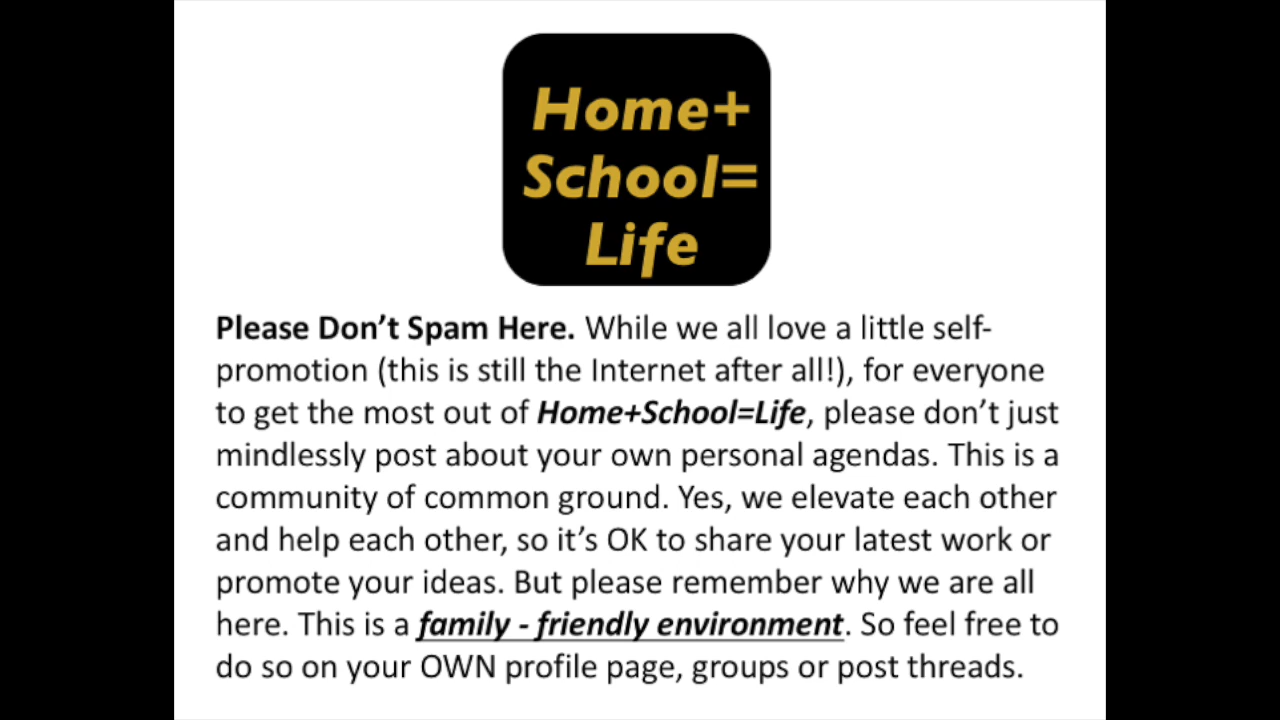 Home+
School=
Life
Please Don’t Spam Here. While we all love a little self-
promotion (this is still the Internet after all!), for everyone
to get the most out of Home+School=Life, please don’t just
mindlessly post about your own personal agendas. This is a
community of common ground. Yes, we elevate each other
and help each other, so it’s OK to share your latest work or
promote your ideas. But please remember why we are all
here. This is a family - friendly environment. So feel free to
do so on your OWN profile page, groups or post threads.